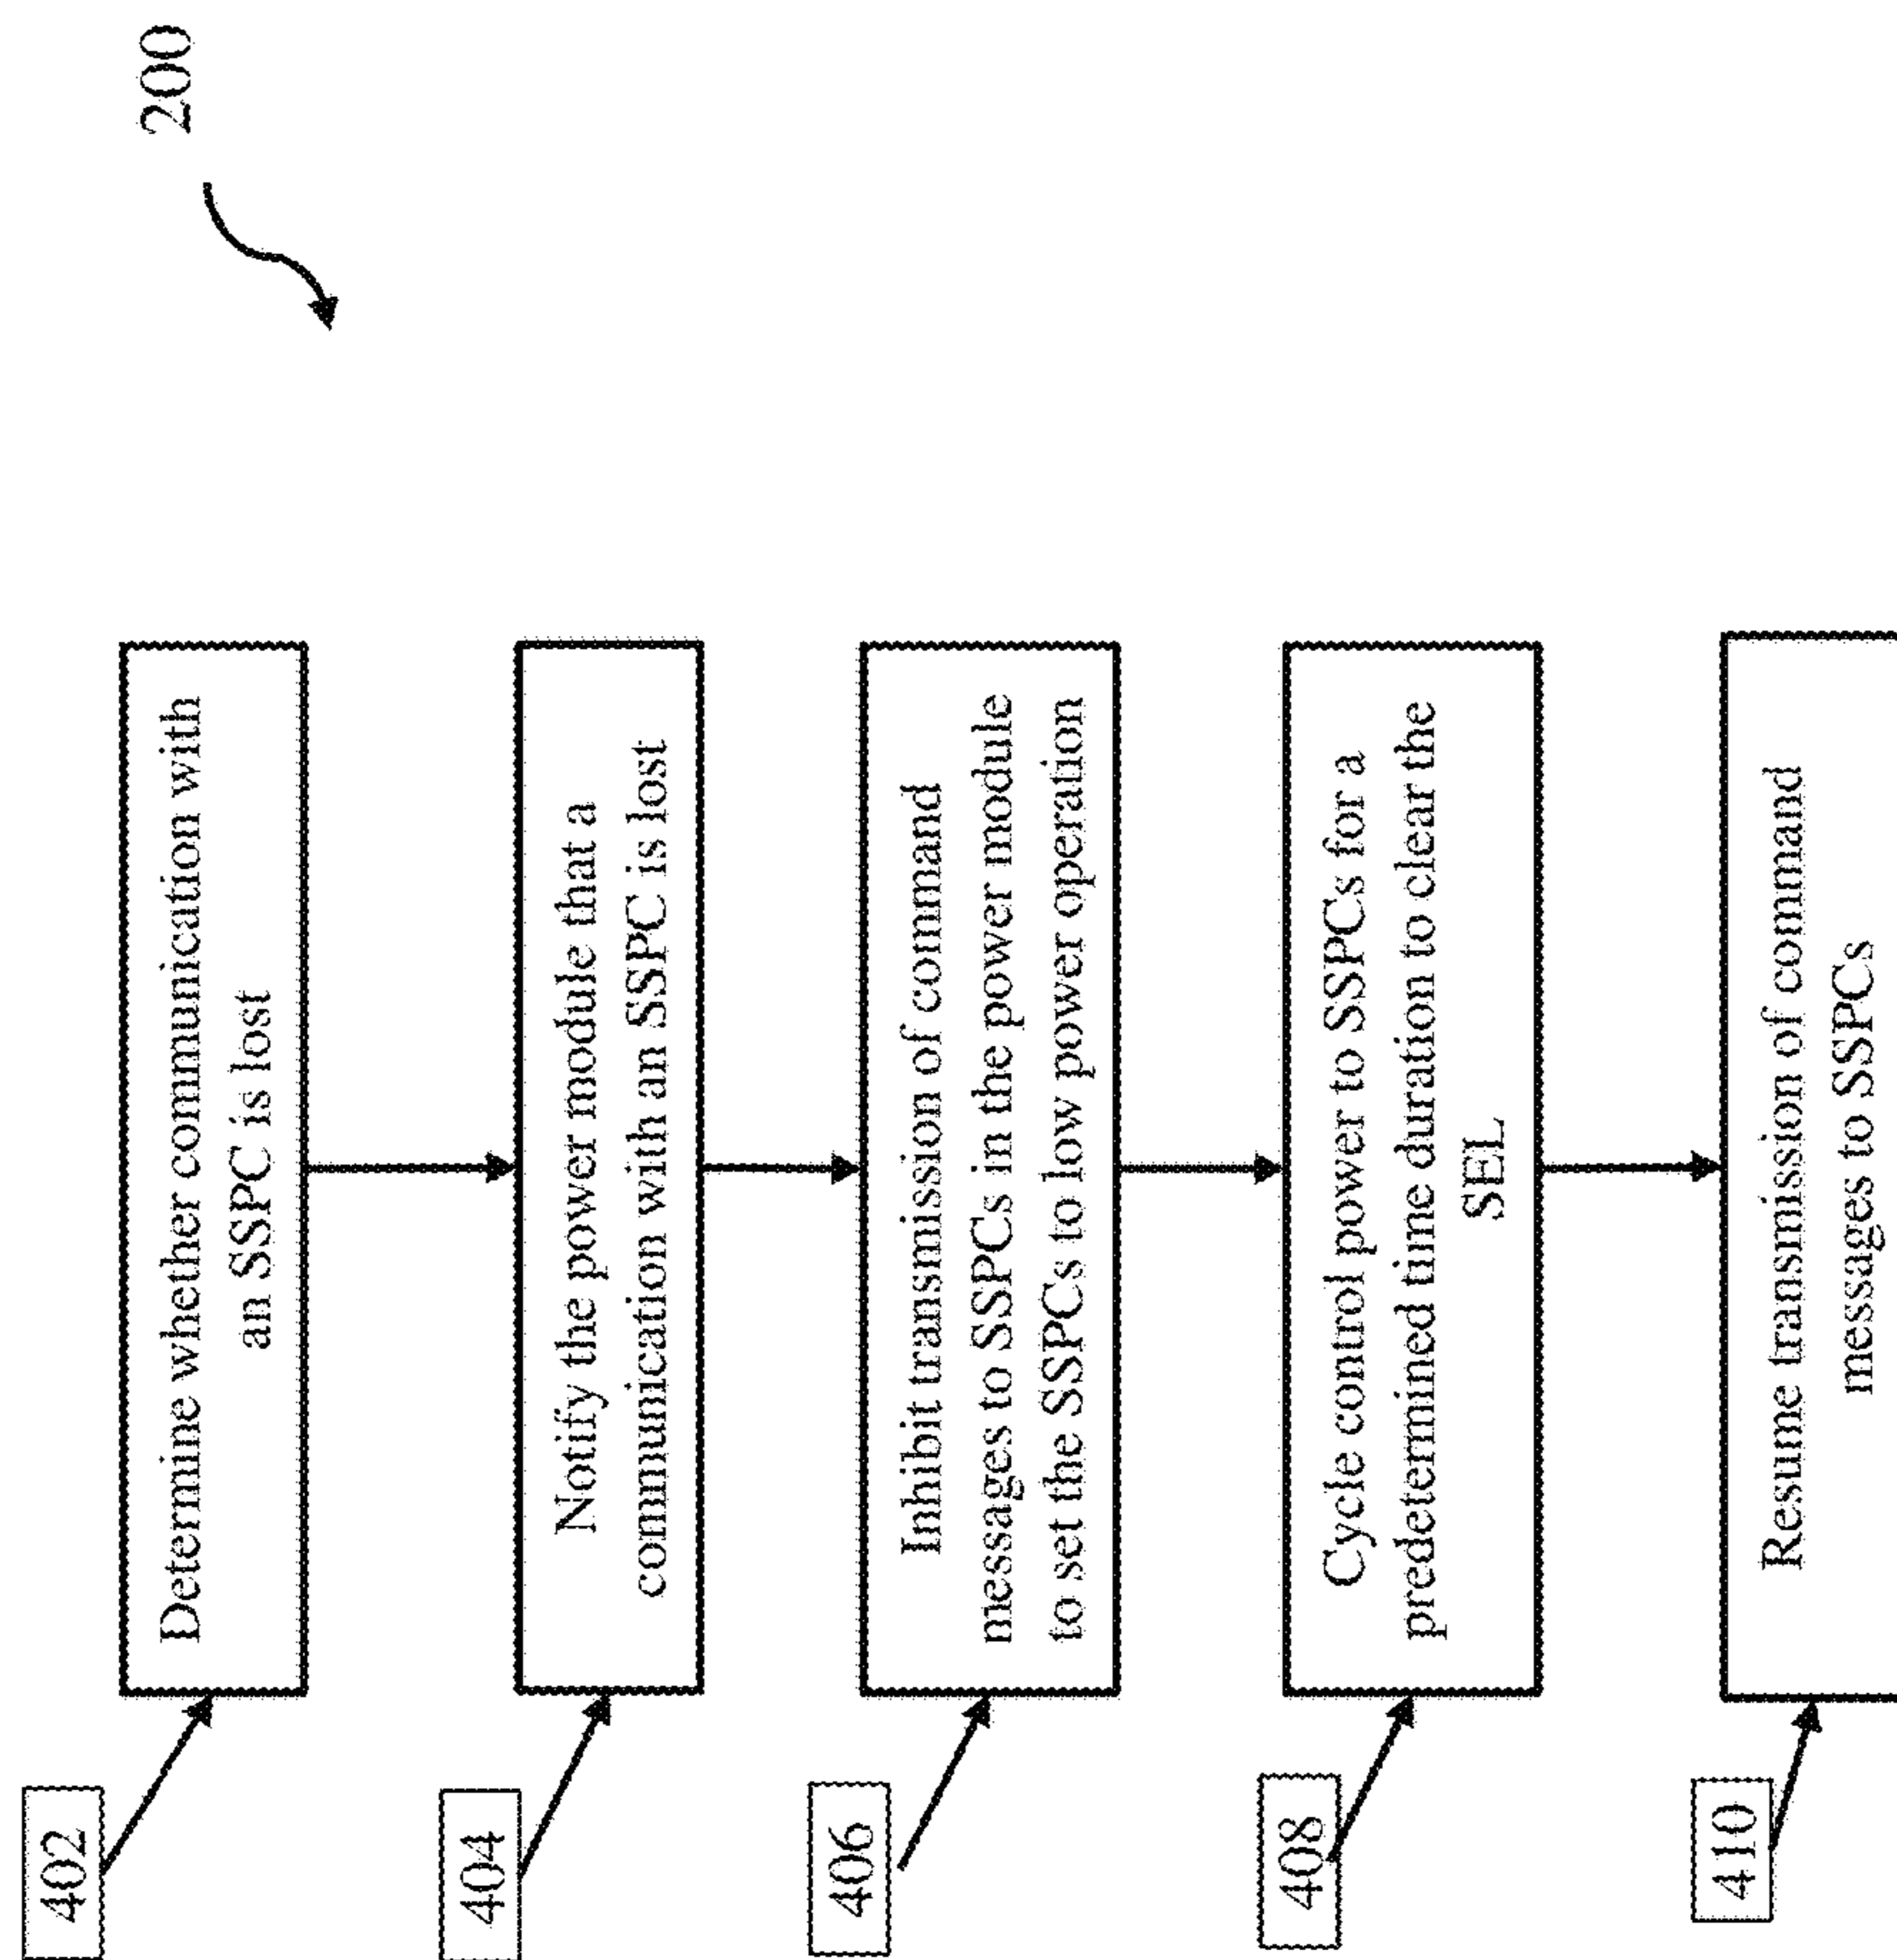 200
402
Determine whether communication with
an SSPC is lost
404
Notify the power module that a
communication with an SSPC is lost
406
Inhibit transmission of command
messages to SSPCs in the power module
to set the SSPCs to low power operation
408
Cycle control power to SSPCs for a
predetermined time duration to clear the
SEL
410
Resume transmission of command
messages to SSPCs